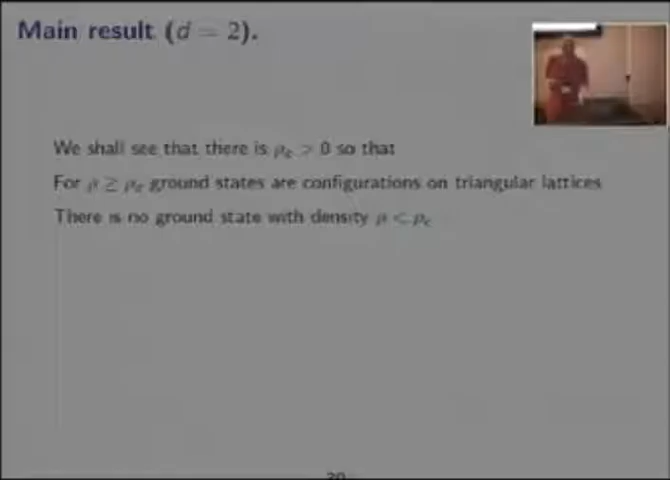 Main result (d = 2).
We shall see that there is ρc > 0 so that
For ρ ≥ ρc ground states are configurations on triangular lattices
There is no ground state with density ρ < ρc